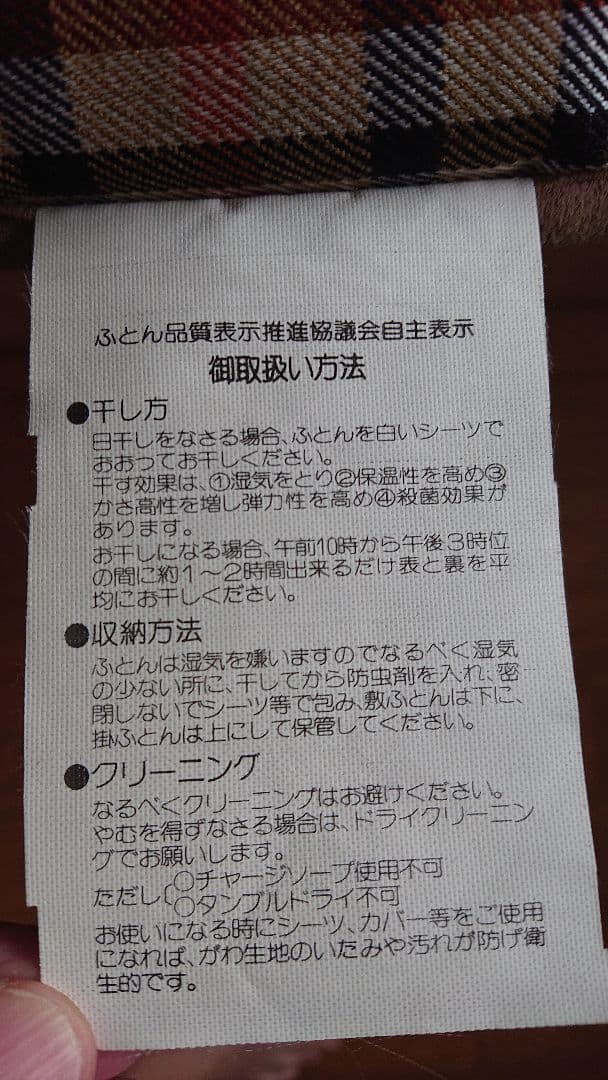 ふとん品質表示推進協議会自主表示
御取扱い方法
●干し方
日干しをなさる場合、ふとんを白いシーツで
おおってお干しください。
干す効果は、①湿気をとり②保温性を高め③
かさ高性を増し弾力性を高め④殺菌効果が
あります。
お干しになる場合、午前10時から午後3時位
の間に約1〜2時間出来るだけ表と裏を平
均にお干しください。
●収納方法
ふとんは湿気を嫌いますのでなるべく湿気
の少ない所に、干してから防虫剤を入れ、密
閉しないでシーツ等で包み、敷ふとんは下に、
掛ふとんは上にして保管してください。
●クリーニング
なるべくクリーニングはお避けください。
やむを得ずなさる場合は、ドライクリーニン
グでお願いします。
ただし{○チャージソープ使用不可
○タンブルドライ不可
お使いになる時にシーツ、カバー等をご使用
になれば、がわ生地のいたみや汚れが防げ衛
生的です。